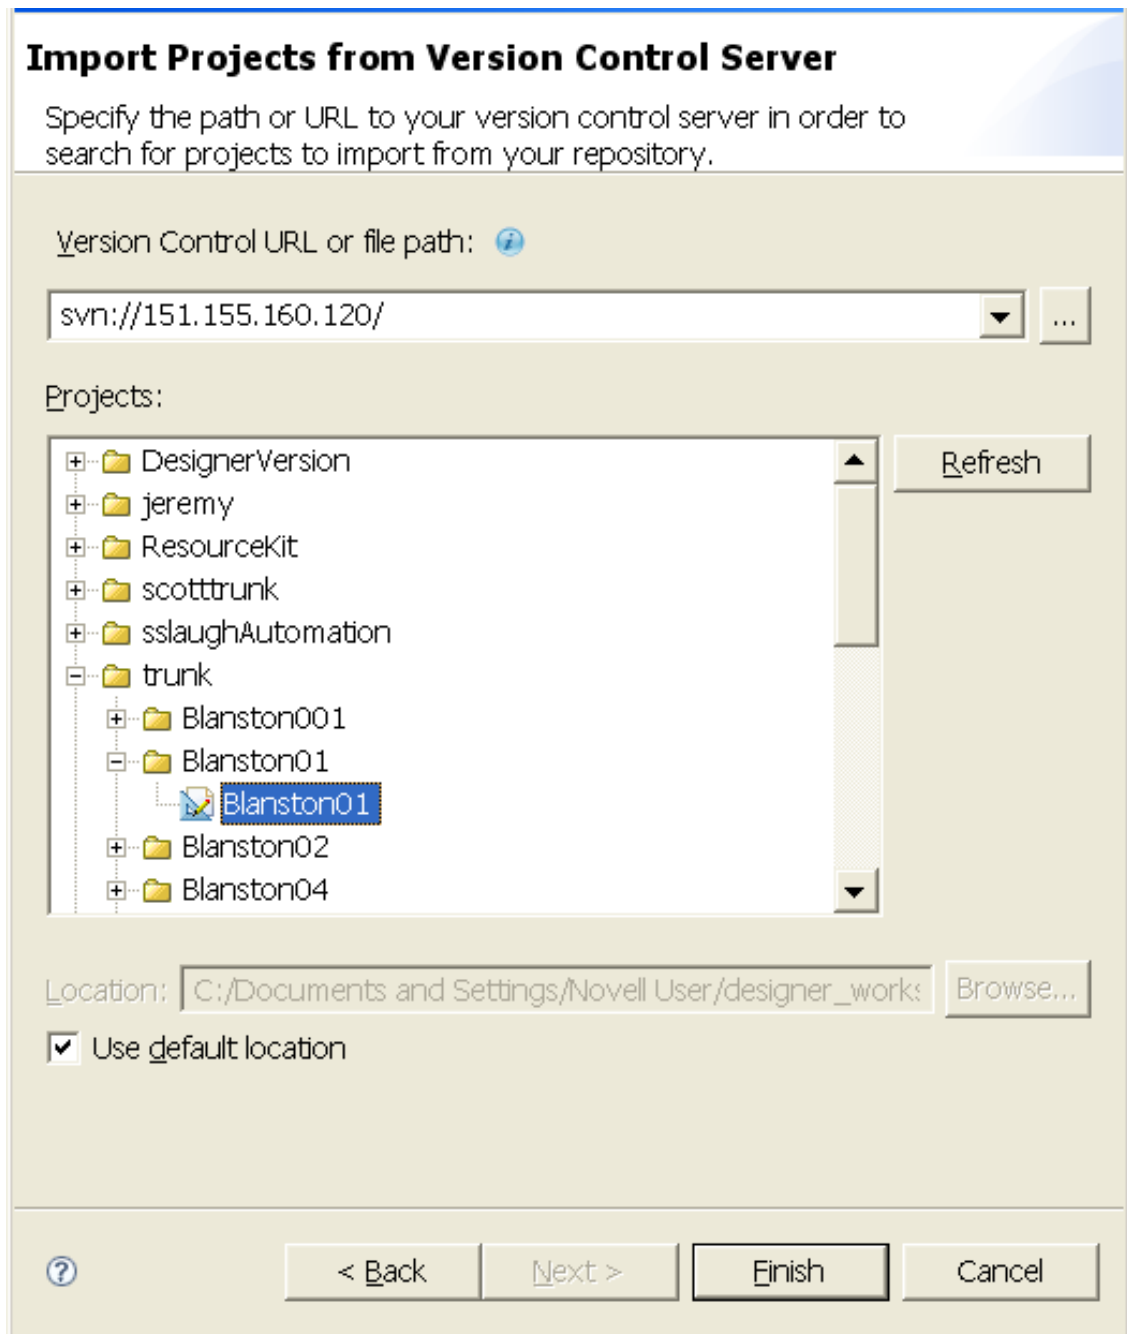 Import Projects from Version Control Server
Specify the path or URL to your version control server in order to
search for projects to import from your repository.
Version Control URL or file path:
svn://151.155.160.120/
...
Projects:
DesignerVersion
Refresh
jeremy
ResourceKit
scotttrunk
sslaughAutomation
trunk
Blanston001
Blanston01
Blanston01
Blanston02
Blanston04
Location: C:/Documents and Settings/Novell User/designer_works Browse...
Use default location
? < Back Next > Finish Cancel